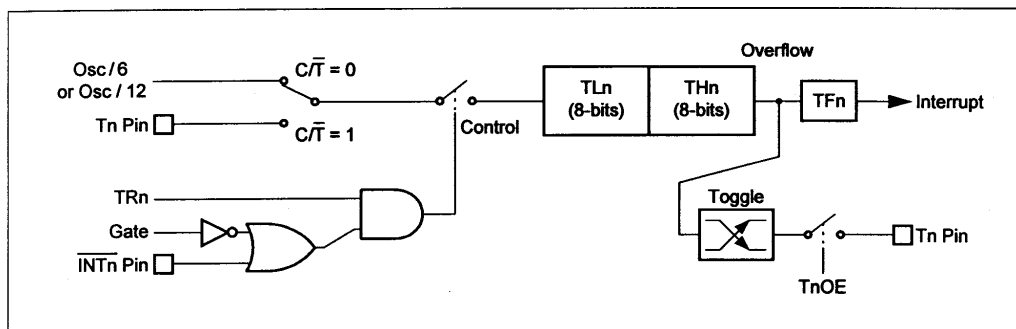 Overflow
Osc/6
or Osc/12
C/T̅ = 0
TLn
(8-bits)
THn
(8-bits)
TFn
Interrupt
Tn Pin
C/T̅ = 1
Control
TRn
Gate
I̅N̅T̅n̅ Pin
Toggle
Tn Pin
TnOE